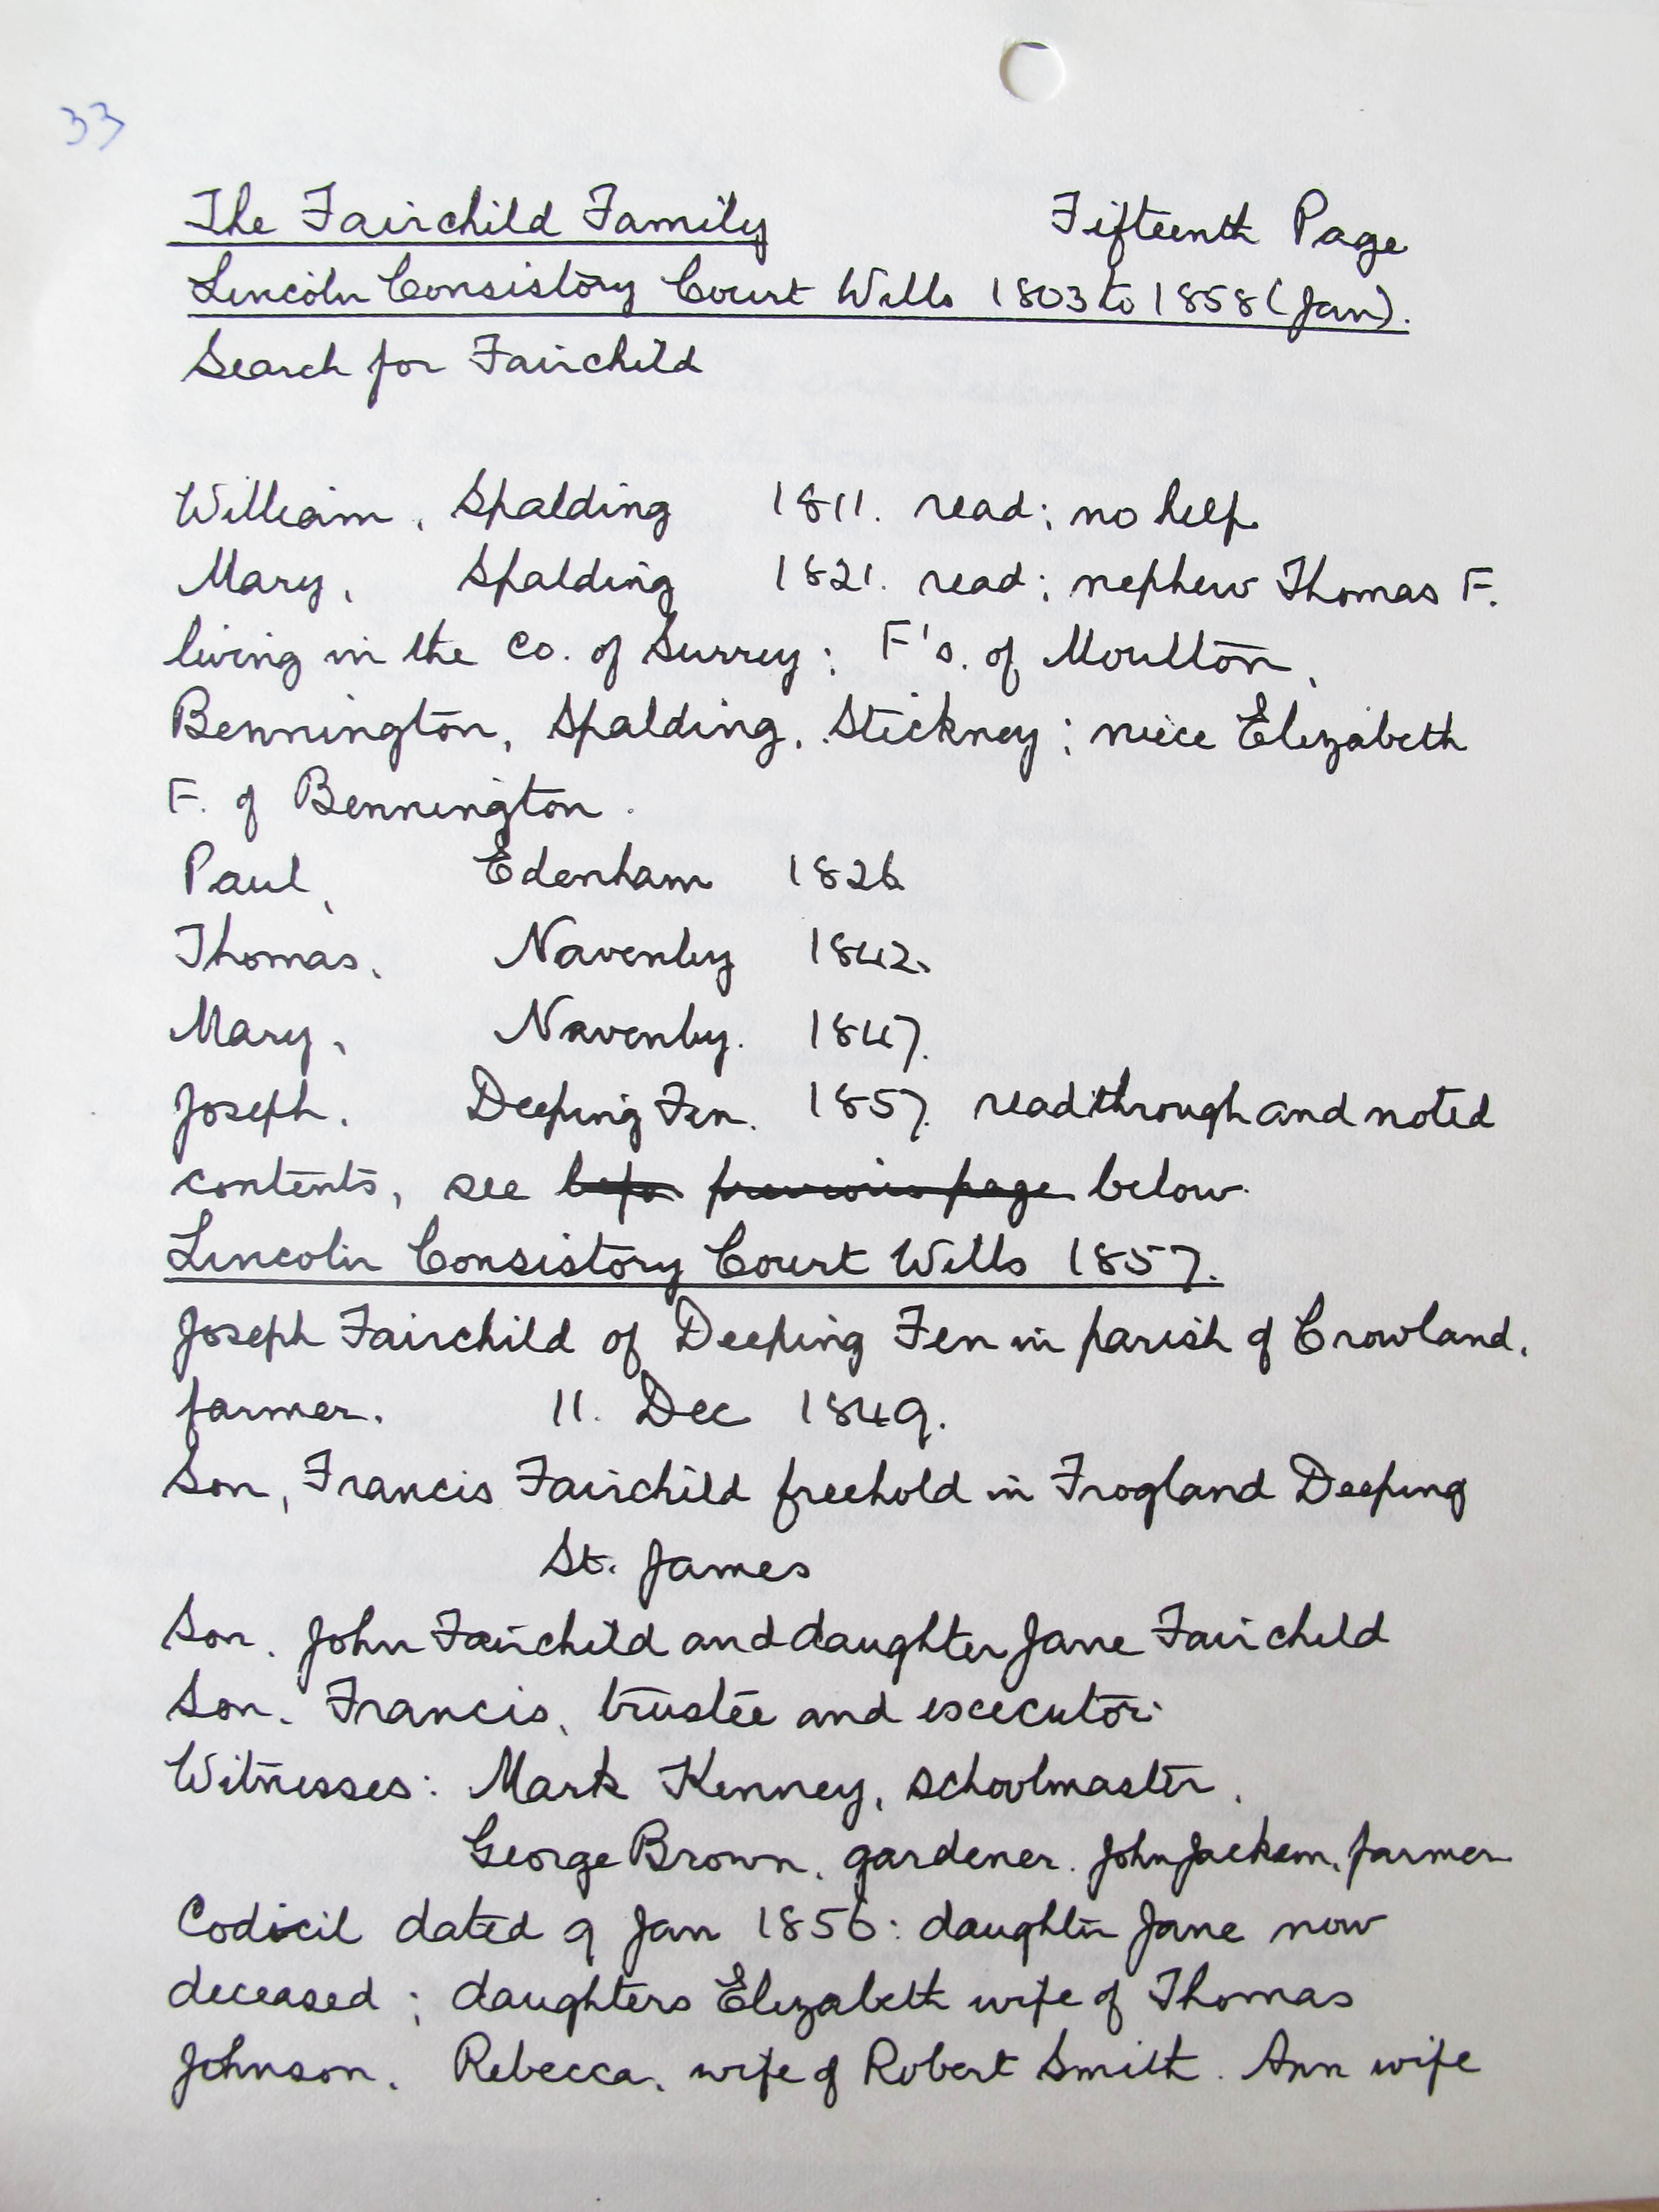 33
The Fairchild Family Fifteenth Page
Lincoln Consistory Court Wills 1803 to 1858 (Jan).
Search for Fairchild
William, Spalding 1811. read; no help.
Mary, Spalding 1821. read; nephew Thomas F.
living in the Co. of Surrey; F's. of Moulton,
Bennington, Spalding, Stickney; niece Elizabeth
F. of Bennington.
Paul, Edenham 1826
Thomas, Navenby 1842.
Mary, Navenby. 1847.
Joseph, Deeping Fen. 1857. read through and noted
contents, see befo previous page below.
Lincoln Consistory Court Wills 1857.
Joseph Fairchild of Deeping Fen in parish of Crowland,
farmer. 11. Dec 1849.
Son, Francis Fairchild freehold in Frogland Deeping
St. James
Son, John Fairchild and daughter Jane Fairchild
Son, Francis, trustee and executor.
Witnesses: Mark Kenney, schoolmaster,
George Brown, gardener. John farmer
Codicil dated 9 Jan 1856: daughter Jane now
deceased; daughters Elizabeth wife of Thomas
Johnson, Rebecca, wife of Robert Smith. Ann wife